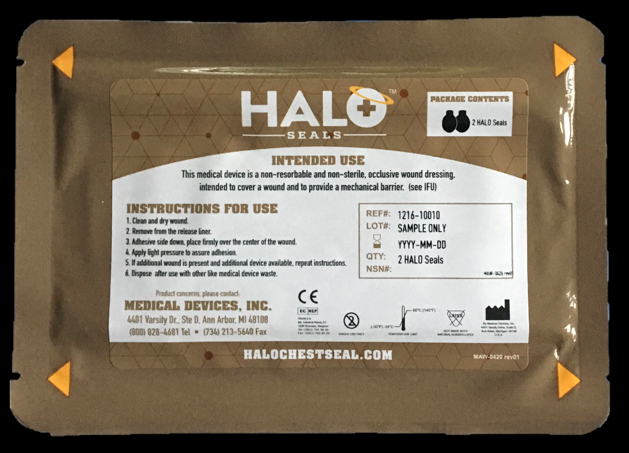 HALO™
SEALS
PACKAGE CONTENTS
2 HALO Seals
INTENDED USE
This medical device is a non-resorbable and non-sterile, occlusive wound dressing,
intended to cover a wound and to provide a mechanical barrier. (see IFU)
INSTRUCTIONS FOR USE
1. Clean and dry wound.
2. Remove from the release liner.
3. Adhesive side down, place firmly over the center of the wound.
4. Apply light pressure to assure adhesion.
5. If additional wound is present and additional device available, repeat instructions.
6. Dispose after use with other like medical device waste.
REF#: 1216-10010
LOT#: SAMPLE ONLY
YYYY-MM-DD
QTY: 2 HALO Seals
NSN#:
Product concerns, please contact:
MEDICAL DEVICES, INC.
4401 Varsity Dr., Ste D, Ann Arbor, MI 48108
(800) 828-4681 Tel • (734) 213-5640 Fax
CE
EC REP
HALOCHESTSEAL.COM
MAW-0420 rev01